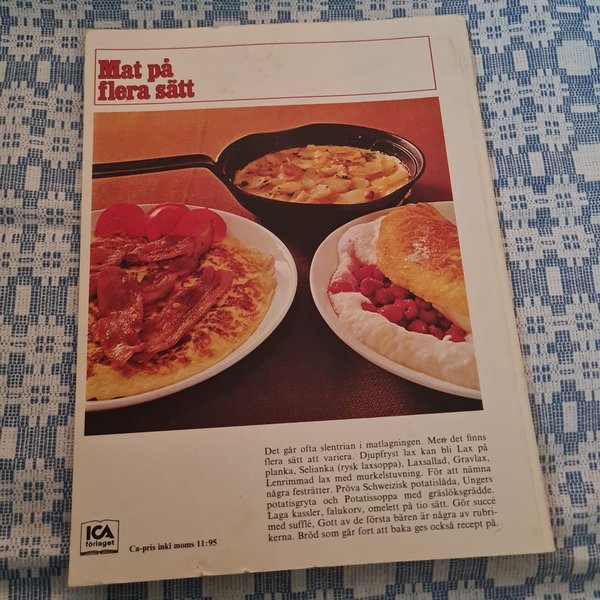 Mat på
flera sätt
Det går ofta slentrian i matlagningen. Men det finns
flera sätt att variera. Djupfryst lax kan bli Lax på
planka, Selianka (rysk laxsoppa), Laxsallad, Gravlax,
Lenrimmad lax med murkelstuvning. För att nämna
några festrätter. Pröva Schweizisk potatislåda, Ungers
potatisgryta och Potatissoppa med gräslöksgrädde.
Laga kassler, falukorv, omelett på tio sätt. Gör succé
med sufflé, Gott av de första bären är några av rubri-
kerna. Bröd som går fort att baka ges också recept på.
ICA
förlaget
Ca-pris inkl moms 11:95